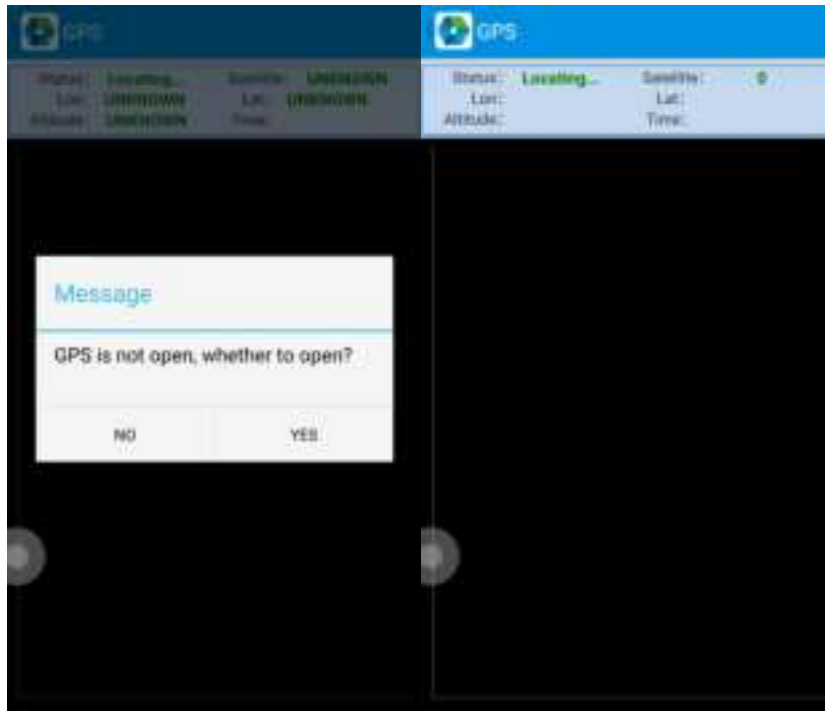 GPS
Status: Locating... Satellite: UNKNOWN
Lon: UNKNOWN Lat: UNKNOWN
Altitude: UNKNOWN Time:
Message
GPS is not open, whether to open?
NO YES
GPS
Status: Locating... Satellite: 0
Lon: Lat:
Altitude: Time: